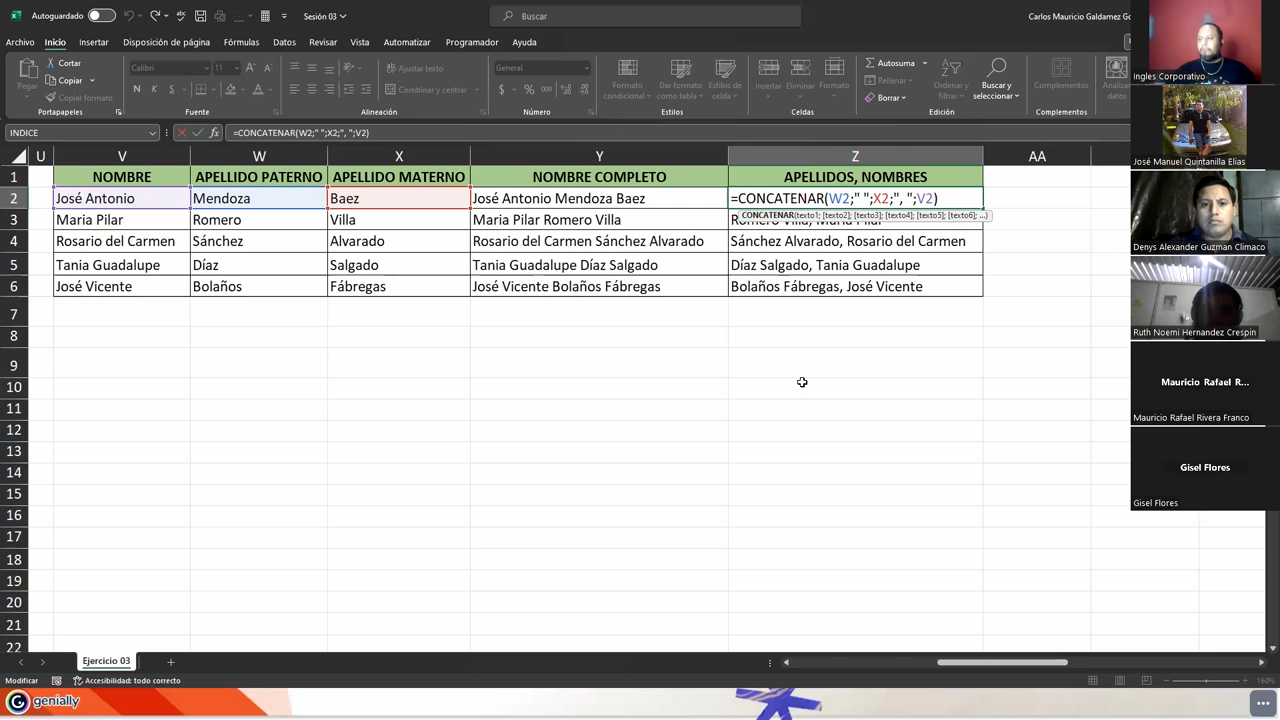 Autoguardado
Sesión 03
Buscar
Carlos Mauricio Galdamez Go
Archivo Inicio Insertar Disposición de página Fórmulas Datos Revisar Vista Automatizar Programador Ayuda
Pegar
Cortar
Copiar
Copiar formato
Portapapeles
Calibri 11
N K S
Fuente
Ajustar texto
Combinar y centrar
Alineación
General
Número
Formato condicional
Dar formato como tabla
Estilos de celda
Estilos
Insertar Eliminar Formato
Celdas
Autosuma
Rellenar
Borrar
Ordenar y filtrar
Buscar y seleccionar
Edición
Complementos
Complementos
INDICE
=CONCATENAR(W2;" ";X2;", ";V2)
U V W X Y Z AA
1 NOMBRE APELLIDO PATERNO APELLIDO MATERNO NOMBRE COMPLETO APELLIDOS, NOMBRES
2 José Antonio Mendoza Baez José Antonio Mendoza Baez =CONCATENAR(W2;" ";X2;", ";V2)
CONCATENAR(texto1; [texto2]; [texto3]; [texto4]; [texto5]; [texto6]; ...)
3 Maria Pilar Romero Villa Maria Pilar Romero Villa Romero Villa, Maria Pilar
4 Rosario del Carmen Sánchez Alvarado Rosario del Carmen Sánchez Alvarado Sánchez Alvarado, Rosario del Carmen
5 Tania Guadalupe Díaz Salgado Tania Guadalupe Díaz Salgado Díaz Salgado, Tania Guadalupe
6 José Vicente Bolaños Fábregas José Vicente Bolaños Fábregas Bolaños Fábregas, José Vicente
7
8
9
10
11
12
13
14
15
16
17
18
19
20
21
22
Ejercicio 03
Modificar
Accesibilidad: todo correcto
160%
genially
Ingles Corporativo
José Manuel Quintanilla Elias
Denys Alexander Guzman Climaco
Ruth Noemi Hernandez Crespin
Mauricio Rafael R...
Mauricio Rafael Rivera Franco
Gisel Flores
Gisel Flores